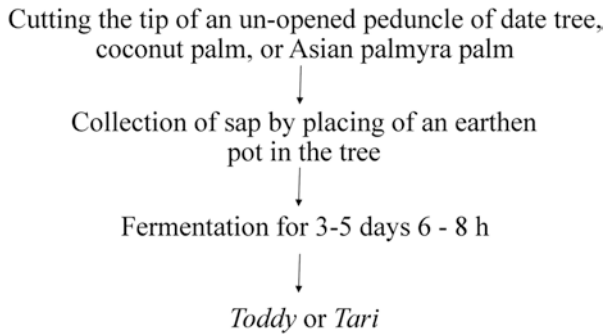 Cutting the tip of an un-opened peduncle of date tree,
coconut palm, or Asian palmyra palm
Collection of sap by placing of an earthen
pot in the tree
Fermentation for 3-5 days 6 - 8 h
Toddy or Tari